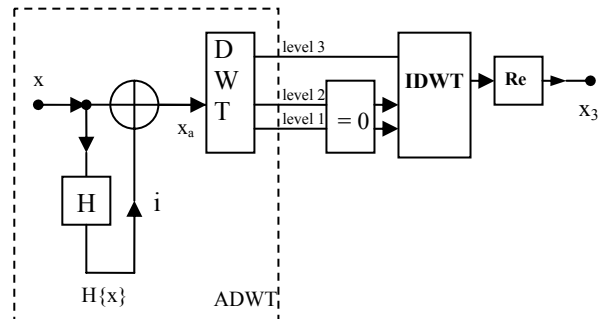 x
D
W
T
level 3
level 2
level 1
= 0
IDWT
Re
x3
xa
H
i
H{x}
ADWT